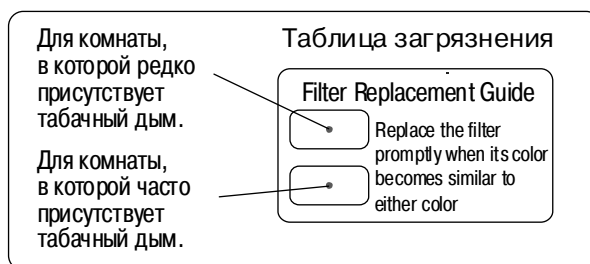 Для комнаты,
в которой редко
присутствует
табачный дым.
Для комнаты,
в которой часто
присутствует
табачный дым.
Таблица загрязнения
Filter Replacement Guide
Replace the filter
promptly when its color
becomes similar to
either color